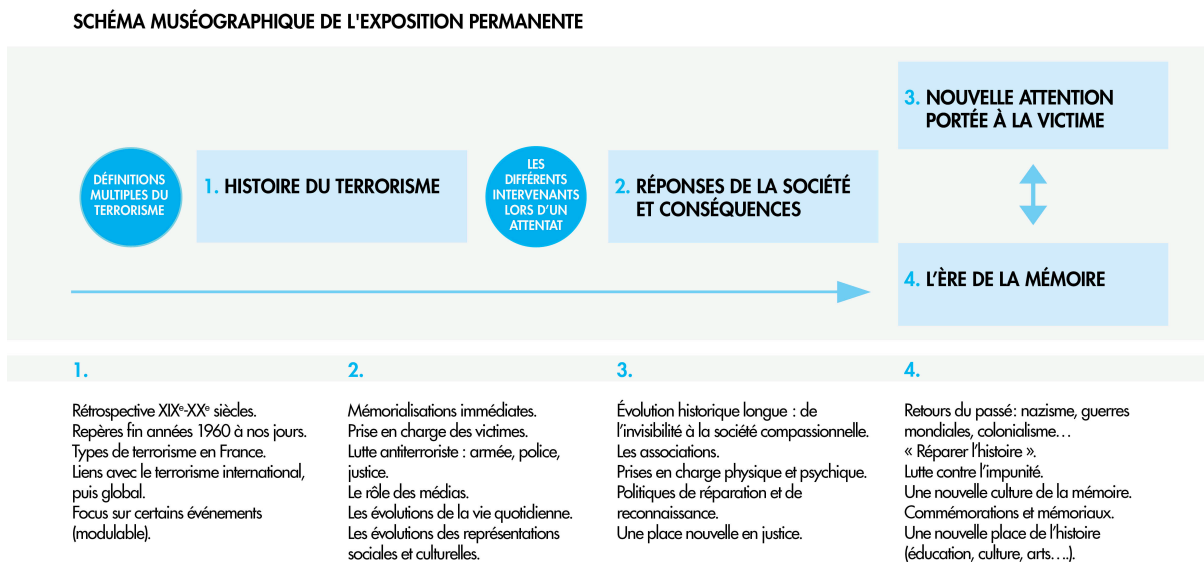 SCHÉMA MUSÉOGRAPHIQUE DE L'EXPOSITION PERMANENTE
DÉFINITIONS
MULTIPLES DU
TERRORISME
1. HISTOIRE DU TERRORISME
LES
DIFFÉRENTS
INTERVENANTS
LORS D'UN
ATTENTAT
2. RÉPONSES DE LA SOCIÉTÉ
ET CONSÉQUENCES
3. NOUVELLE ATTENTION
PORTÉE À LA VICTIME
4. L'ÈRE DE LA MÉMOIRE
1.
Rétrospective XIXe-XXe siècles.
Repères fin années 1960 à nos jours.
Types de terrorisme en France.
Liens avec le terrorisme international,
puis global.
Focus sur certains événements
(modulable).
2.
Mémorialisations immédiates.
Prise en charge des victimes.
Lutte antiterroriste : armée, police,
justice.
Le rôle des médias.
Les évolutions de la vie quotidienne.
Les évolutions des représentations
sociales et culturelles.
3.
Évolution historique longue : de
l'invisibilité à la société compassionnelle.
Les associations.
Prises en charge physique et psychique.
Politiques de réparation et de
reconnaissance.
Une place nouvelle en justice.
4.
Retours du passé : nazisme, guerres
mondiales, colonialisme…
« Réparer l'histoire ».
Lutte contre l'impunité.
Une nouvelle culture de la mémoire.
Commémorations et mémoriaux.
Une nouvelle place de l'histoire
(éducation, culture, arts….).